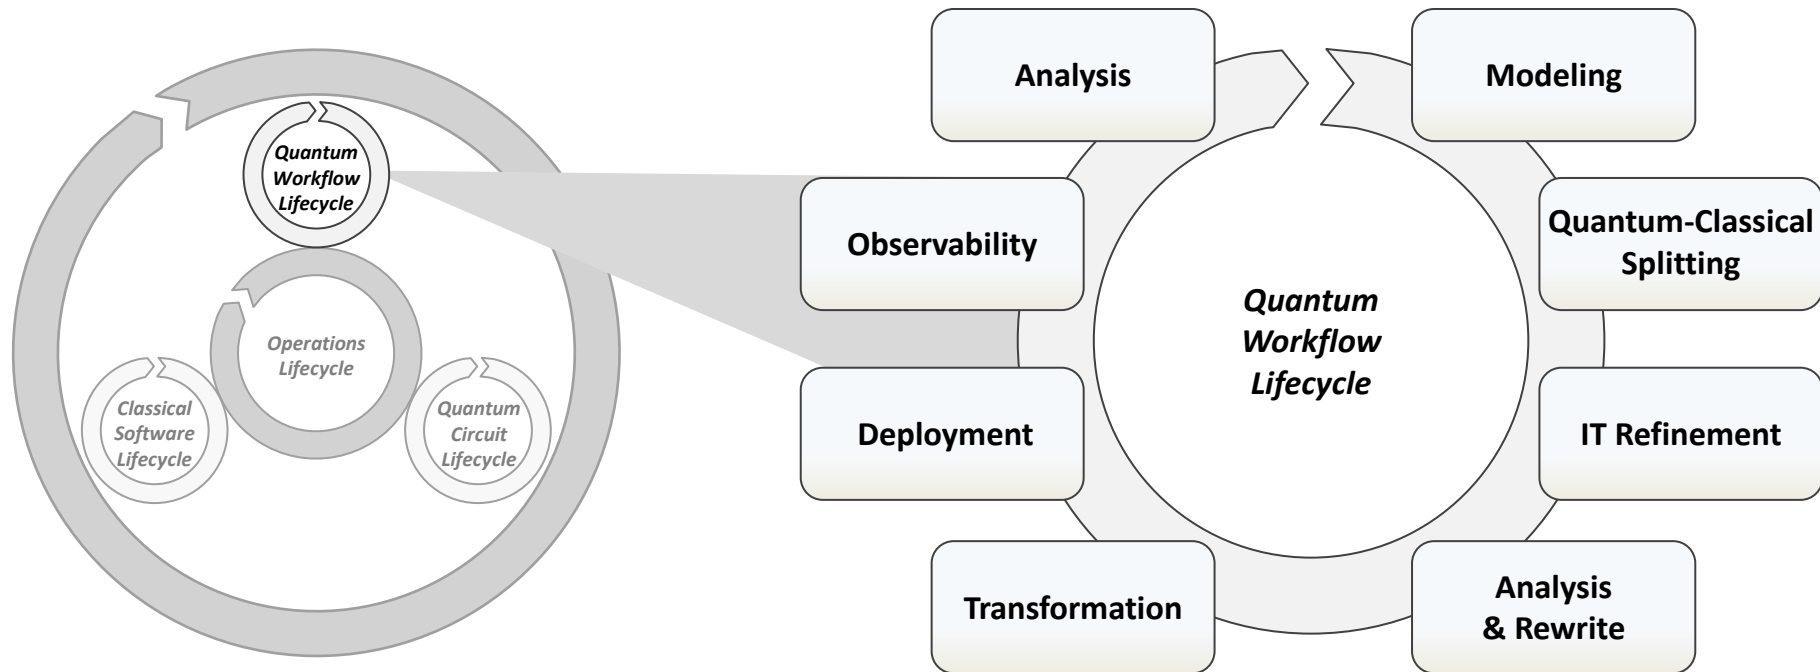 Quantum
Workflow
Lifecycle
Operations
Lifecycle
Classical
Software
Lifecycle
Quantum
Circuit
Lifecycle
Analysis
Modeling
Observability
Quantum-Classical
Splitting
Quantum
Workflow
Lifecycle
Deployment
IT Refinement
Transformation
Analysis
& Rewrite